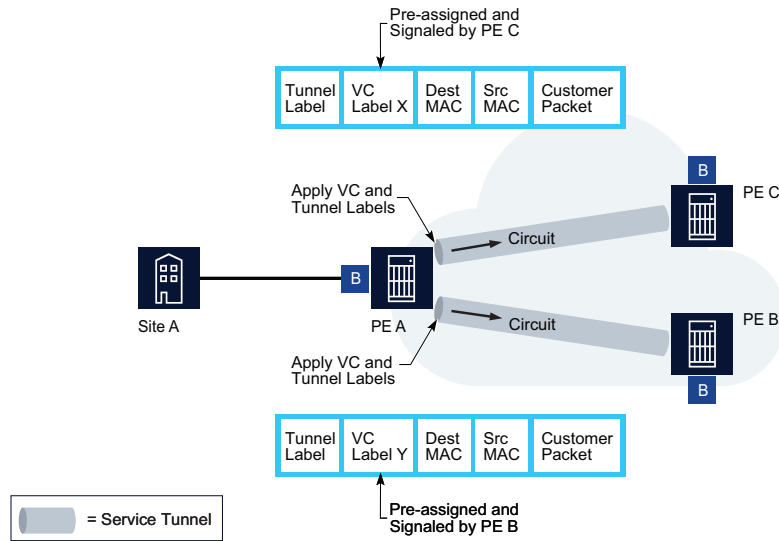 Pre-assigned and
Signaled by PE C
Tunnel Label
VC Label X
Dest MAC
Src MAC
Customer Packet
B
PE C
Apply VC and
Tunnel Labels
Circuit
B
Site A
PE A
Circuit
PE B
Apply VC and
Tunnel Labels
B
Tunnel Label
VC Label Y
Dest MAC
Src MAC
Customer Packet
Pre-assigned and
Signaled by PE B
= Service Tunnel